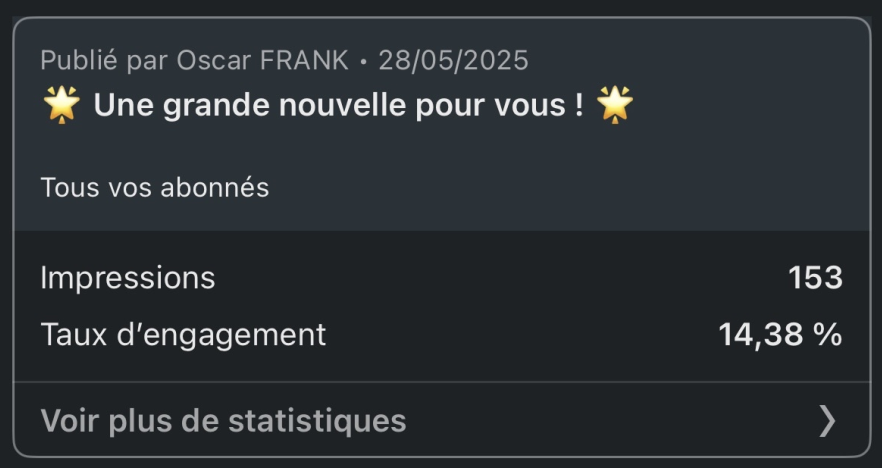 Publié par Oscar FRANK • 28/05/2025
🌟 Une grande nouvelle pour vous ! 🌟
Tous vos abonnés
Impressions 153
Taux d’engagement 14,38 %
Voir plus de statistiques ❯